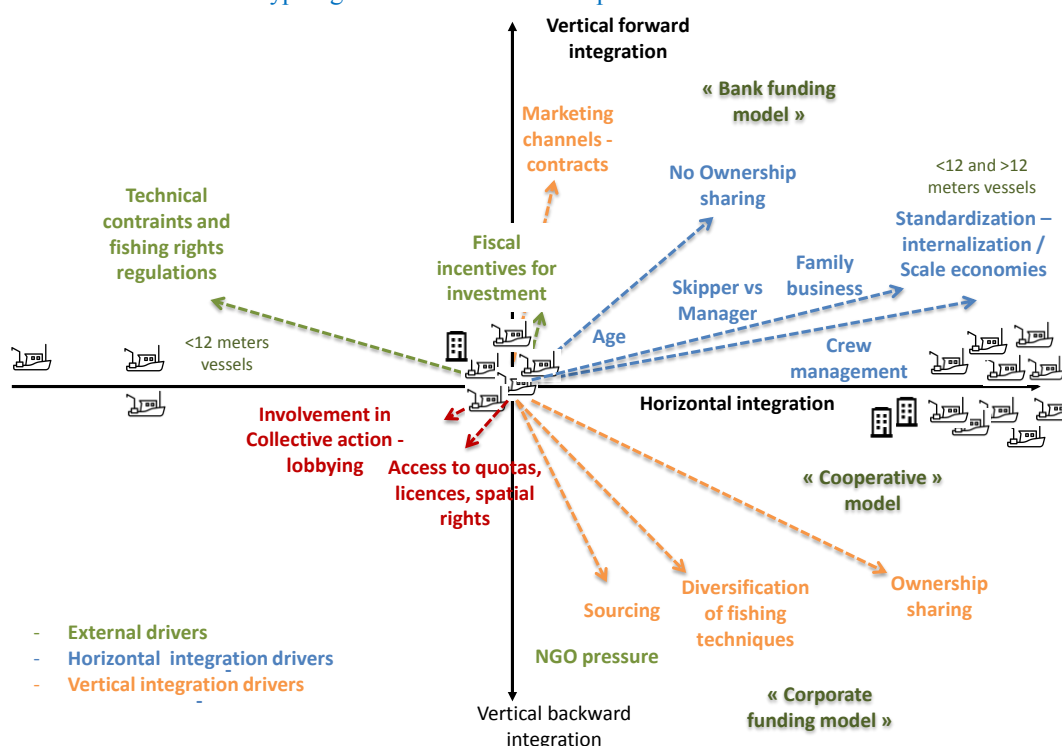 Vertical forward
integration
« Bank funding
model »
Marketing
channels -
contracts
No Ownership
sharing
<12 and >12
meters vessels
Technical
contraints and
fishing rights
regulations
Standardization –
internalization /
Scale economies
Fiscal
incentives for
investment
Family
business
Skipper vs
Manager
Age
<12 meters
vessels
Crew
management
Horizontal integration
Involvement in
Collective action -
lobbying
Access to quotas,
licences, spatial
rights
« Cooperative »
model
Sourcing
Diversification
of fishing
techniques
Ownership
sharing
NGO pressure
- External drivers
- Horizontal integration drivers
- Vertical integration drivers
« Corporate
funding model »
Vertical backward
integration